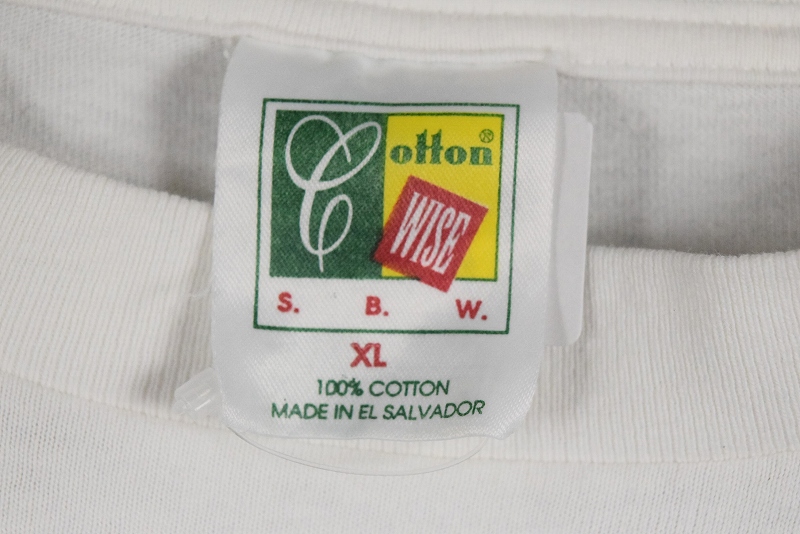 Cotton®
WISE
S. B. W.
XL
100% COTTON
MADE IN EL SALVADOR